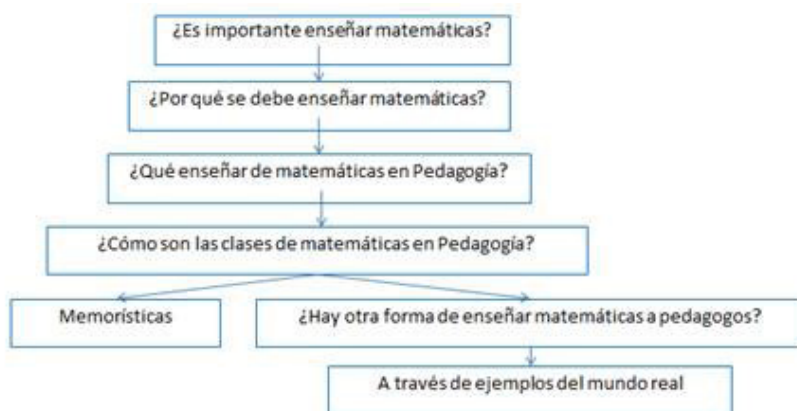 ¿Es importante enseñar matemáticas?
¿Por qué se debe enseñar matemáticas?
¿Qué enseñar de matemáticas en Pedagogía?
¿Cómo son las clases de matemáticas en Pedagogía?
Memorísticas
¿Hay otra forma de enseñar matemáticas a pedagogos?
A través de ejemplos del mundo real